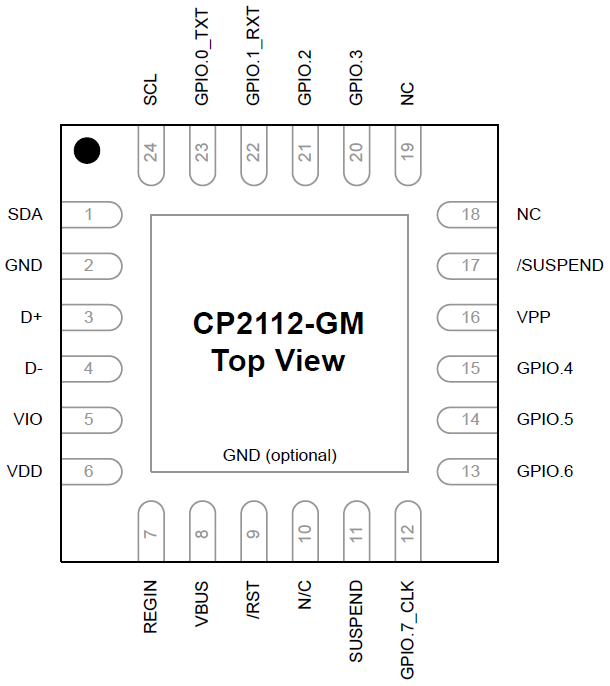 SCL
GPIO.0_TXT
GPIO.1_RXT
GPIO.2
GPIO.3
NC
24
23
22
21
20
19
SDA 1
18 NC
GND 2
17 /SUSPEND
D+ 3
16 VPP
D- 4
15 GPIO.4
VIO 5
14 GPIO.5
VDD 6
13 GPIO.6
CP2112-GM
Top View
GND (optional)
7
8
9
10
11
12
REGIN
VBUS
/RST
N/C
SUSPEND
GPIO.7_CLK